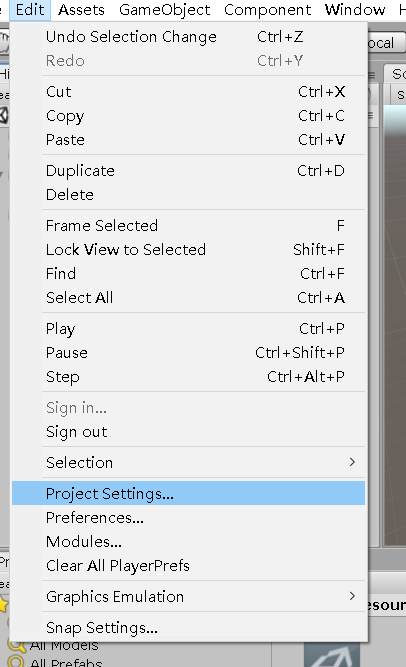 Edit Assets GameObject Component Window
Undo Selection Change Ctrl+Z
Redo Ctrl+Y
Cut Ctrl+X
Copy Ctrl+C
Paste Ctrl+V
Duplicate Ctrl+D
Delete
Frame Selected F
Lock View to Selected Shift+F
Find Ctrl+F
Select All Ctrl+A
Play Ctrl+P
Pause Ctrl+Shift+P
Step Ctrl+Alt+P
Sign in...
Sign out
Selection
Project Settings...
Preferences...
Modules...
Clear All PlayerPrefs
Graphics Emulation
Snap Settings...
All Models
All Prefabs